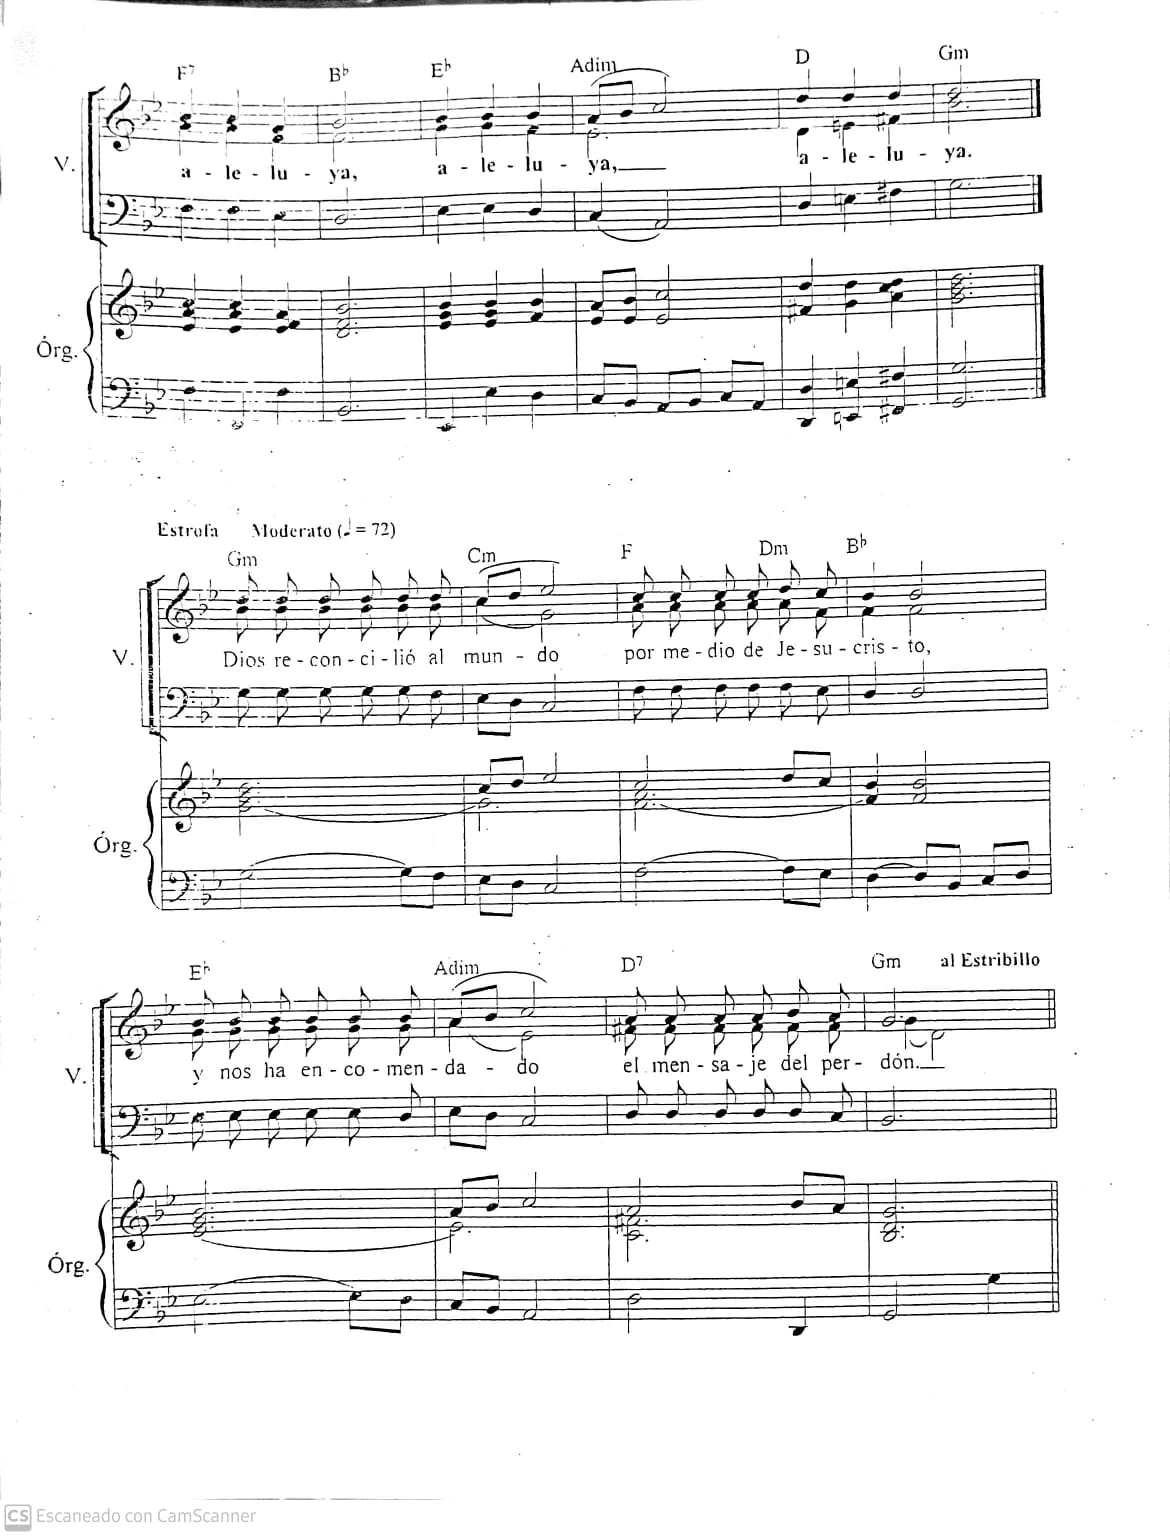 F⁷ B♭ E♭ Adim D Gm
V.
a - le - lu - ya, a - le - lu - ya, a - le - lu - ya.
Órg.
Estrofa Moderato (♩ = 72)
Gm Cm F Dm B♭
V.
Dios re - con - ci - lió al mun - do por me - dio de Je - su - cris - to,
Órg.
E♭ Adim D⁷ Gm al Estribillo
V.
y nos ha en - co - men - da - do el men - sa - je del per - dón.
Órg.
CS Escaneado con CamScanner